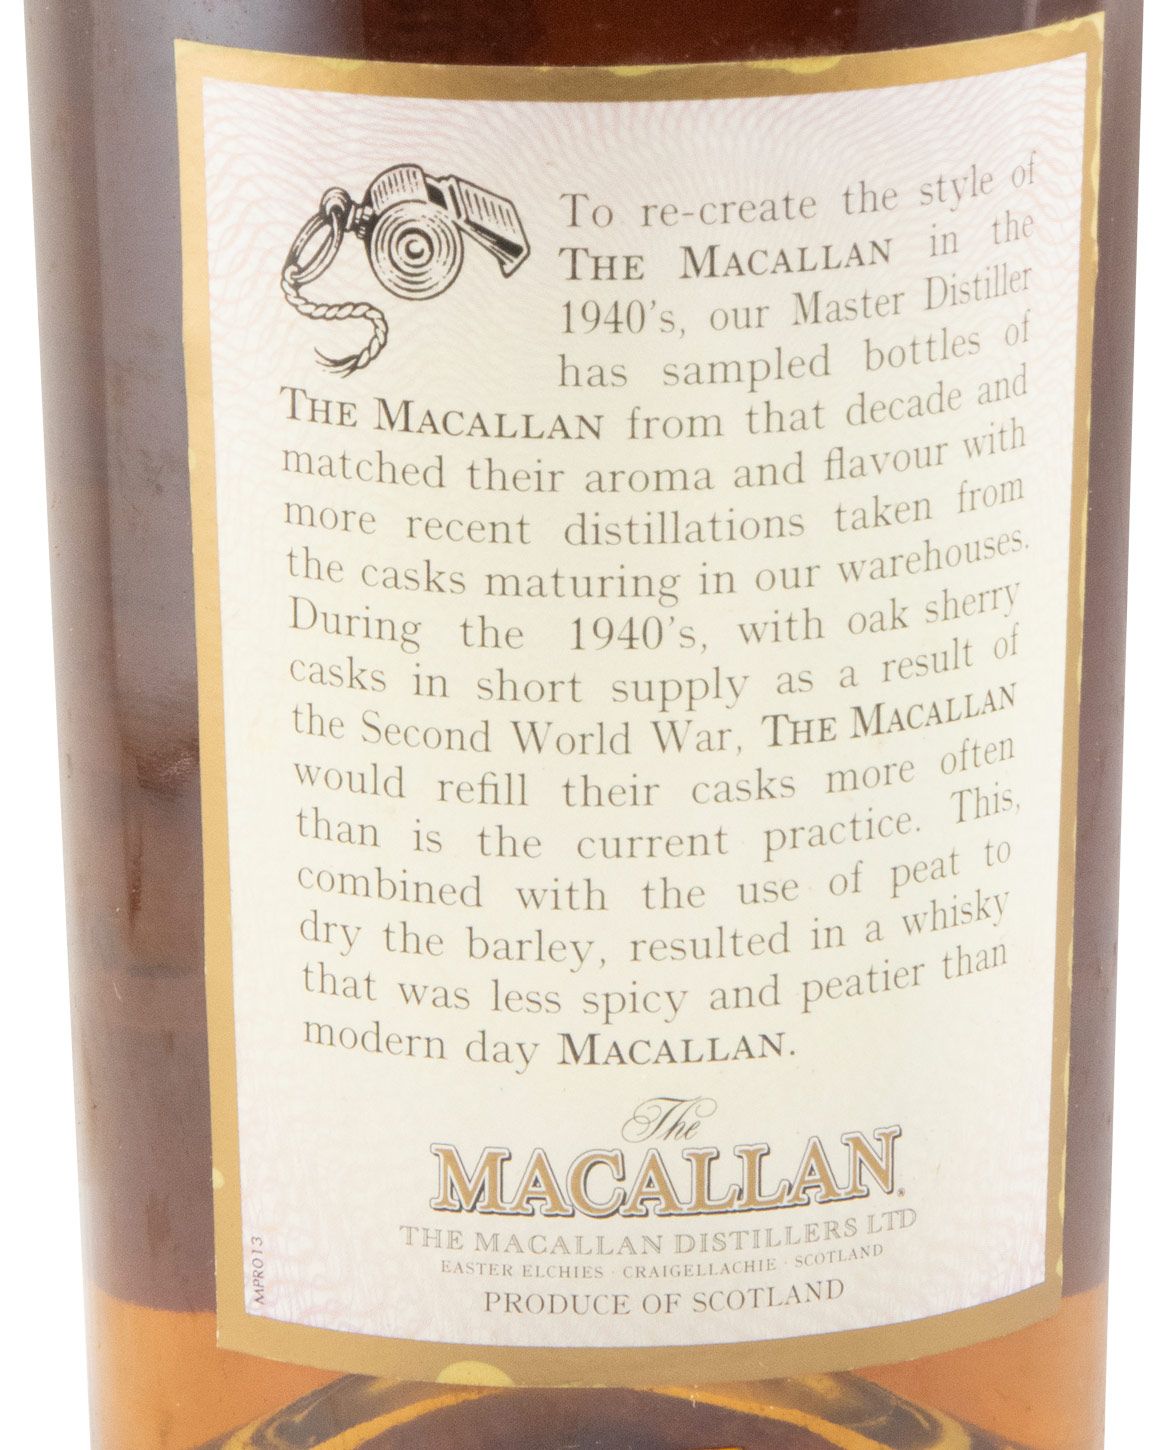 To re-create the style of
THE MACALLAN in the
1940's, our Master Distiller
has sampled bottles of
THE MACALLAN from that decade and
matched their aroma and flavour with
more recent distillations taken from
the casks maturing in our warehouses.
During the 1940's, with oak sherry
casks in short supply as a result of
the Second World War, THE MACALLAN
would refill their casks more often
than is the current practice. This,
combined with the use of peat to
dry the barley, resulted in a whisky
that was less spicy and peatier than
modern day MACALLAN.
The
MACALLAN
THE MACALLAN DISTILLERS LTD
EASTER ELCHIES · CRAIGELLACHIE · SCOTLAND
PRODUCE OF SCOTLAND
MPRO13